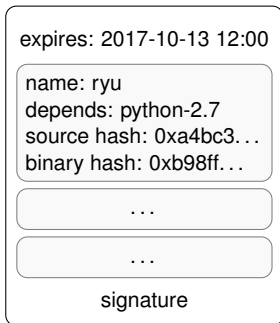 expires: 2017-10-13 12:00
name: ryu
depends: python-2.7
source hash: 0xa4bc3...
binary hash: 0xb98ff...
...
...
signature